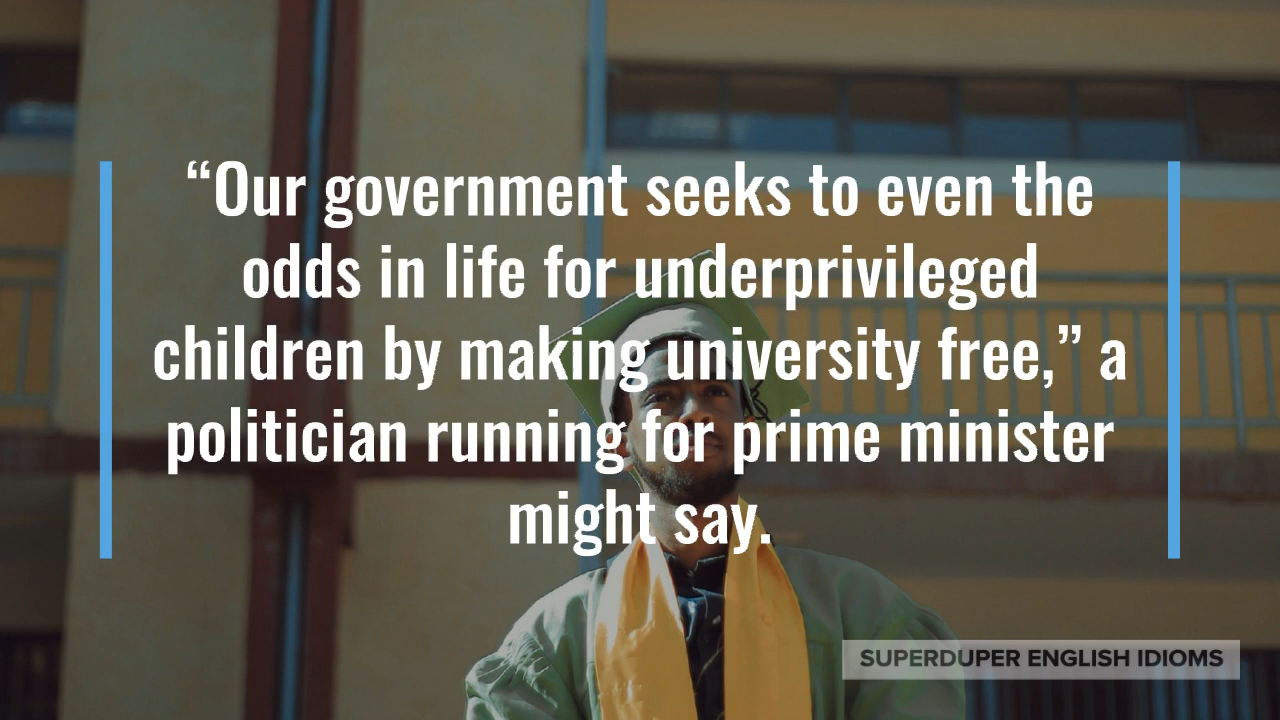 “Our government seeks to even the
odds in life for underprivileged
children by making university free,” a
politician running for prime minister
might say.
SUPERDUPER ENGLISH IDIOMS